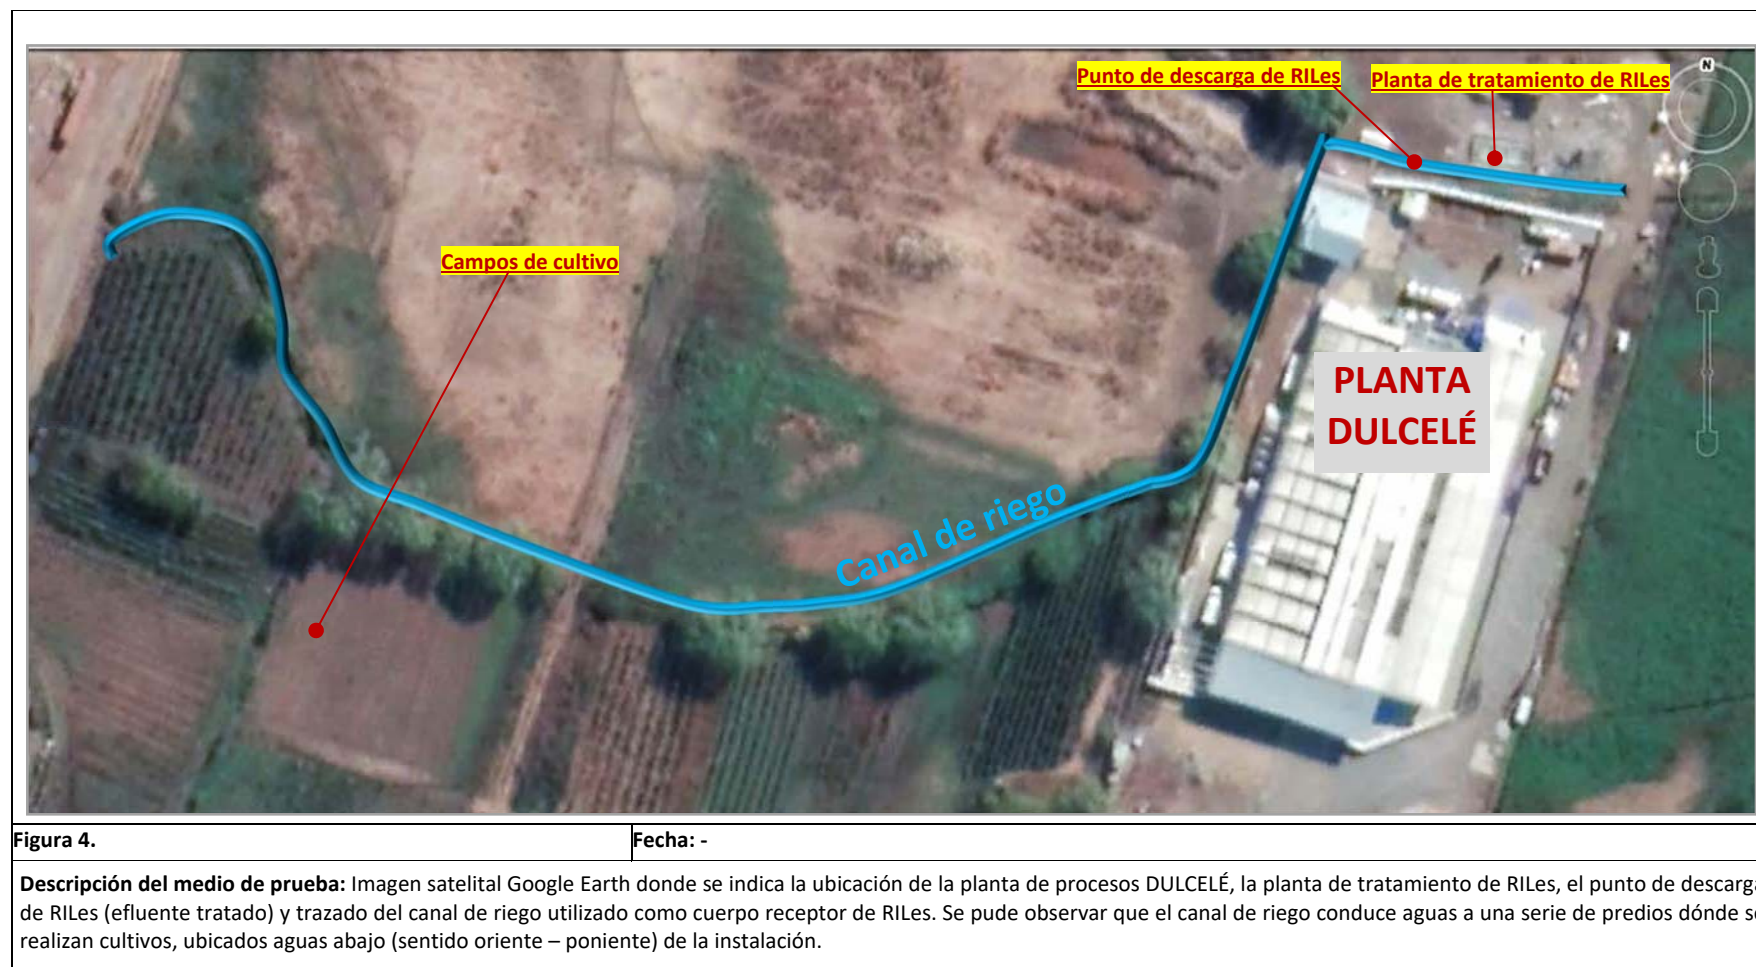 N
Punto de descarga de RILes
Planta de tratamiento de RILes
Campos de cultivo
PLANTA
DULCELÉ
Canal de riego
Figura 4.
Fecha: -
Descripción del medio de prueba: Imagen satelital Google Earth donde se indica la ubicación de la planta de procesos DULCELÉ, la planta de tratamiento de RILes, el punto de descarga
de RILes (efluente tratado) y trazado del canal de riego utilizado como cuerpo receptor de RILes. Se pude observar que el canal de riego conduce aguas a una serie de predios dónde se
realizan cultivos, ubicados aguas abajo (sentido oriente – poniente) de la instalación.